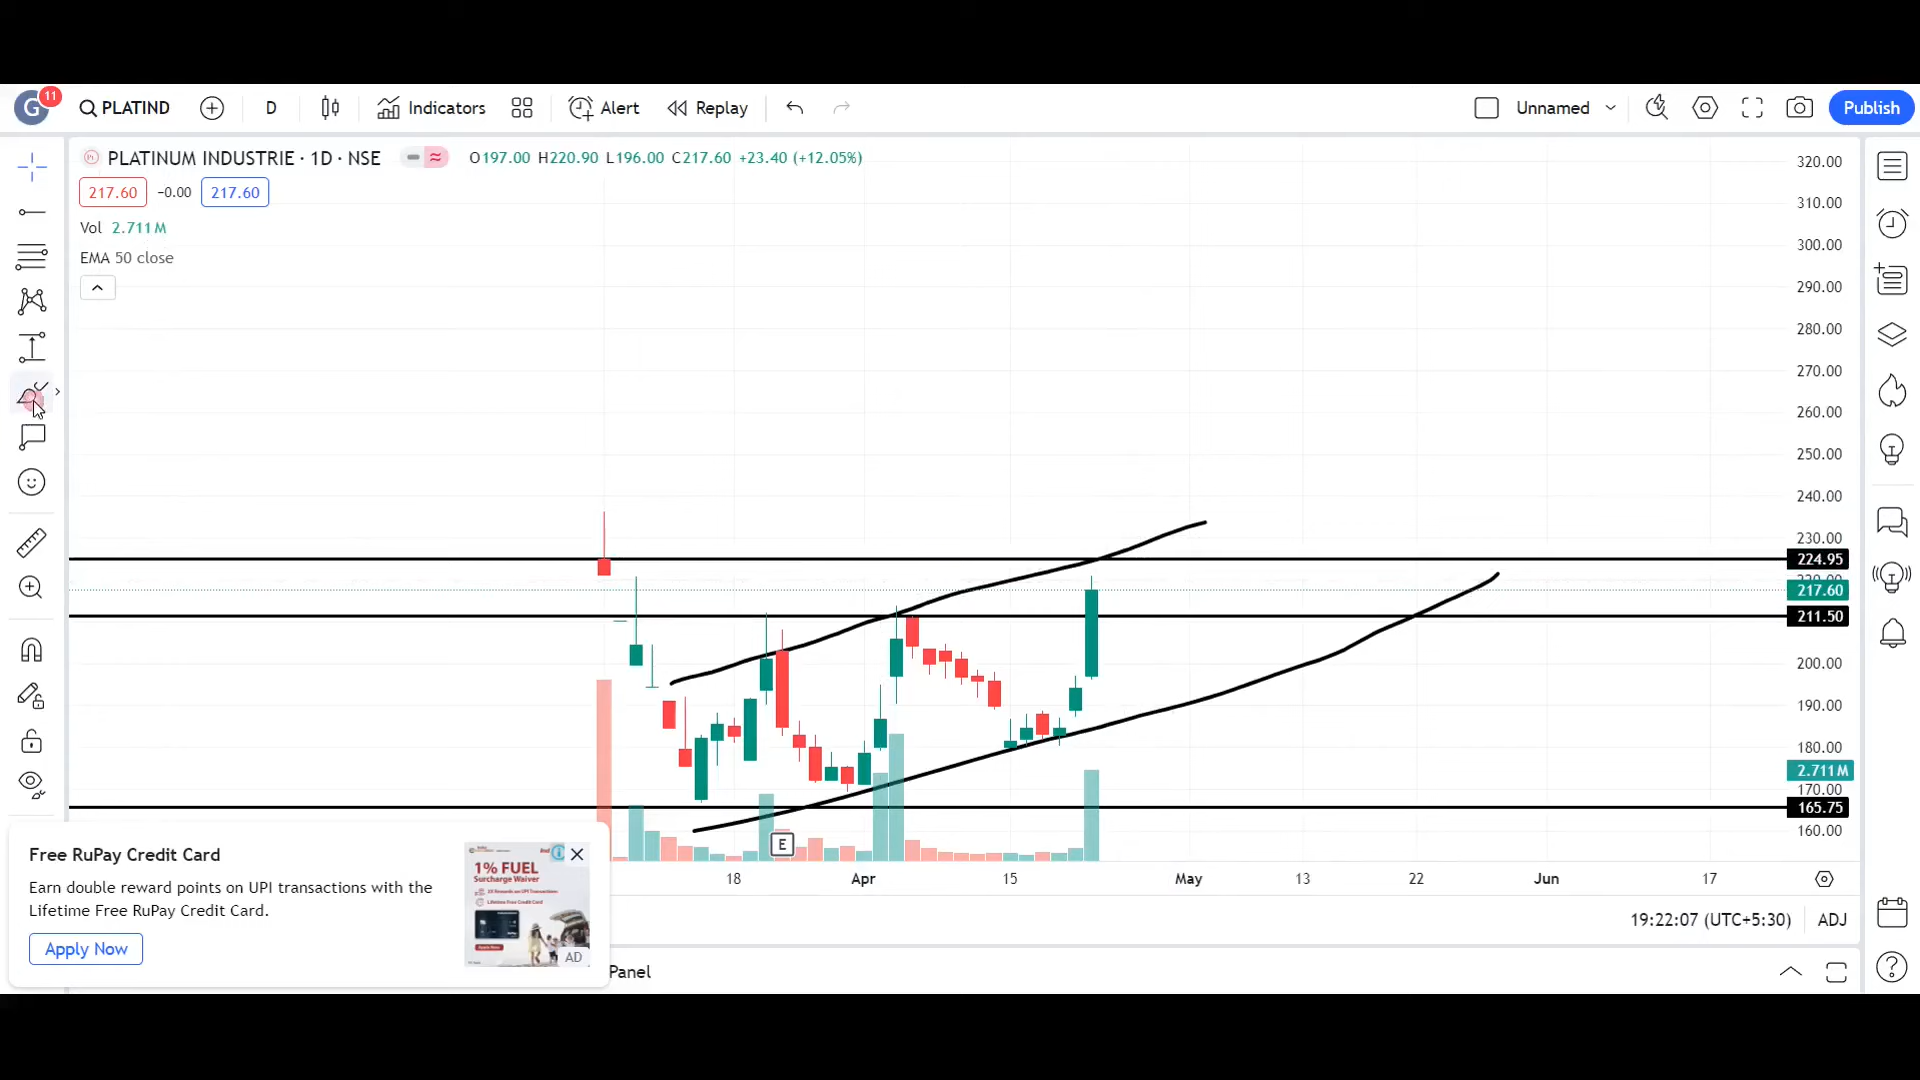 G 11 PLATIND D Indicators Alert Replay Unnamed Publish
PLATINUM INDUSTRIE · 1D · NSE O197.00 H220.90 L196.00 C217.60 +23.40 (+12.05%)
217.60 −0.00 217.60
Vol 2.711 M
EMA 50 close
320.00
310.00
300.00
290.00
280.00
270.00
260.00
250.00
240.00
230.00
224.95
217.60
211.50
200.00
190.00
180.00
2.711 M
170.00
165.75
160.00
E
18 Apr 15 May 13 22 Jun 17
19:22:07 (UTC+5:30) ADJ
Panel
Free RuPay Credit Card
Earn double reward points on UPI transactions with the
Lifetime Free RuPay Credit Card.
Apply Now
1% FUEL
Surcharge Waiver
AD